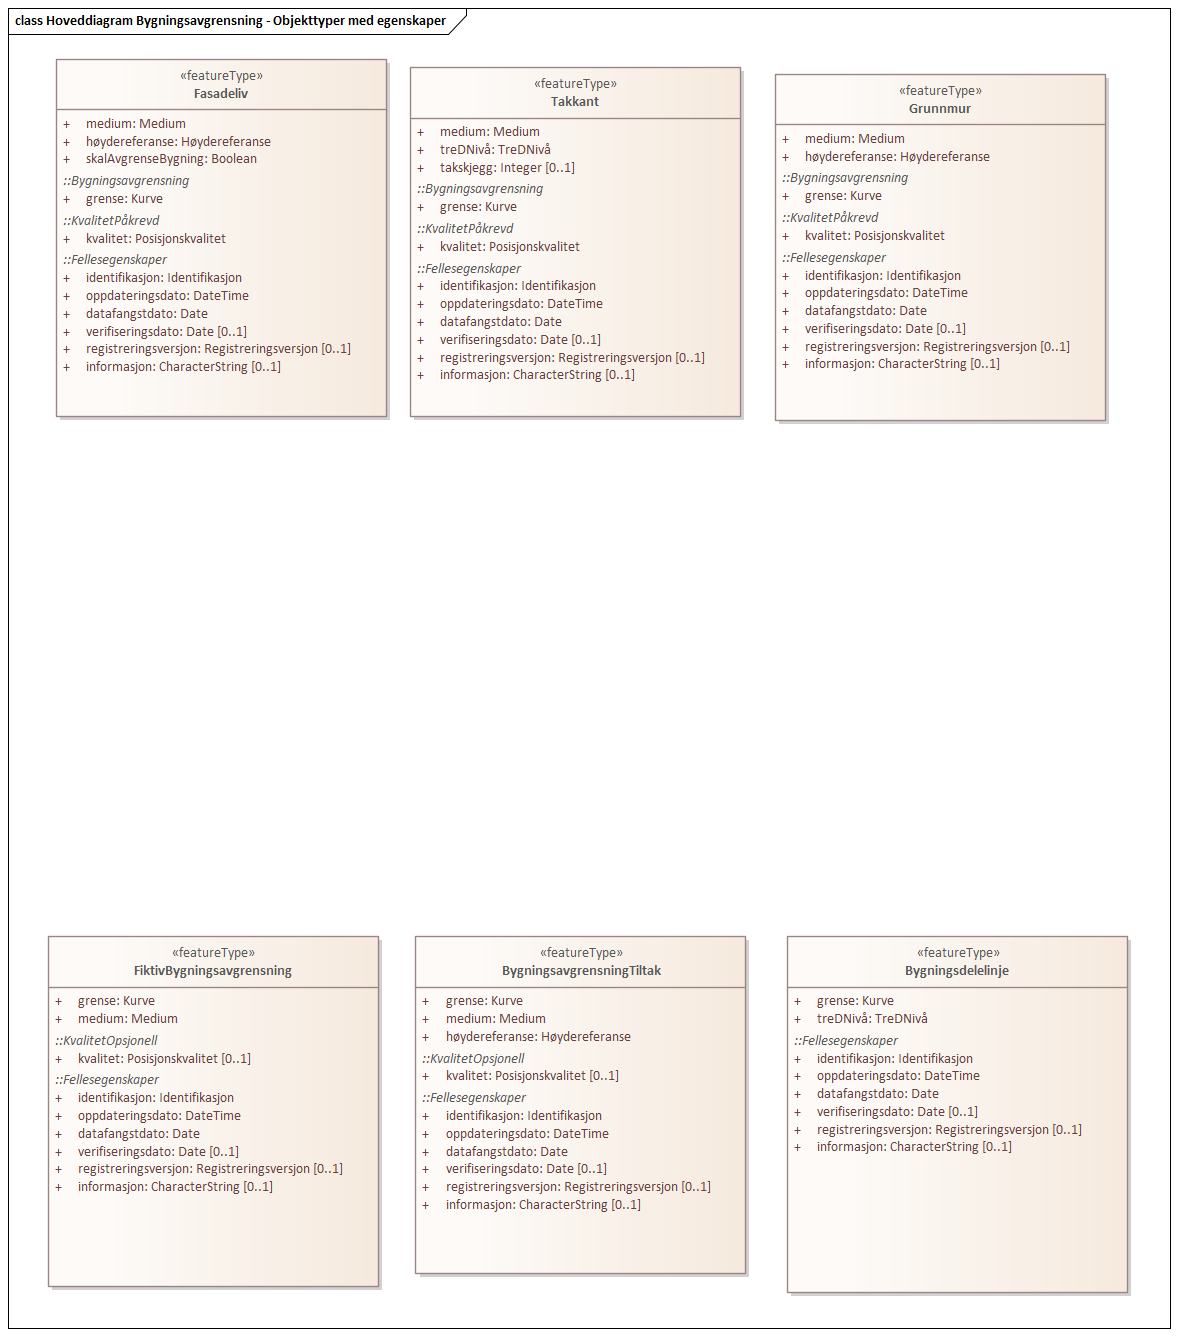 class Hoveddiagram Bygningsavgrensning - Objekttyper med egenskaper
«featureType»
Fasadeliv
+ medium: Medium
+ høydereferanse: Høydereferanse
+ skalAvgrenseBygning: Boolean
::Bygningsavgrensning
+ grense: Kurve
::KvalitetPåkrevd
+ kvalitet: Posisjonskvalitet
::Fellesegenskaper
+ identifikasjon: Identifikasjon
+ oppdateringsdato: DateTime
+ datafangstdato: Date
+ verifiseringsdato: Date [0..1]
+ registreringsversjon: Registreringsversjon [0..1]
+ informasjon: CharacterString [0..1]
«featureType»
Takkant
+ medium: Medium
+ treDNivå: TreDNivå
+ takskjegg: Integer [0..1]
::Bygningsavgrensning
+ grense: Kurve
::KvalitetPåkrevd
+ kvalitet: Posisjonskvalitet
::Fellesegenskaper
+ identifikasjon: Identifikasjon
+ oppdateringsdato: DateTime
+ datafangstdato: Date
+ verifiseringsdato: Date [0..1]
+ registreringsversjon: Registreringsversjon [0..1]
+ informasjon: CharacterString [0..1]
«featureType»
Grunnmur
+ medium: Medium
+ høydereferanse: Høydereferanse
::Bygningsavgrensning
+ grense: Kurve
::KvalitetPåkrevd
+ kvalitet: Posisjonskvalitet
::Fellesegenskaper
+ identifikasjon: Identifikasjon
+ oppdateringsdato: DateTime
+ datafangstdato: Date
+ verifiseringsdato: Date [0..1]
+ registreringsversjon: Registreringsversjon [0..1]
+ informasjon: CharacterString [0..1]
«featureType»
FiktivBygningsavgrensning
+ grense: Kurve
+ medium: Medium
::KvalitetOpsjonell
+ kvalitet: Posisjonskvalitet [0..1]
::Fellesegenskaper
+ identifikasjon: Identifikasjon
+ oppdateringsdato: DateTime
+ datafangstdato: Date
+ verifiseringsdato: Date [0..1]
+ registreringsversjon: Registreringsversjon [0..1]
+ informasjon: CharacterString [0..1]
«featureType»
BygningsavgrensningTiltak
+ grense: Kurve
+ medium: Medium
+ høydereferanse: Høydereferanse
::KvalitetOpsjonell
+ kvalitet: Posisjonskvalitet [0..1]
::Fellesegenskaper
+ identifikasjon: Identifikasjon
+ oppdateringsdato: DateTime
+ datafangstdato: Date
+ verifiseringsdato: Date [0..1]
+ registreringsversjon: Registreringsversjon [0..1]
+ informasjon: CharacterString [0..1]
«featureType»
Bygningsdelelinje
+ grense: Kurve
+ treDNivå: TreDNivå
::Fellesegenskaper
+ identifikasjon: Identifikasjon
+ oppdateringsdato: DateTime
+ datafangstdato: Date
+ verifiseringsdato: Date [0..1]
+ registreringsversjon: Registreringsversjon [0..1]
+ informasjon: CharacterString [0..1]